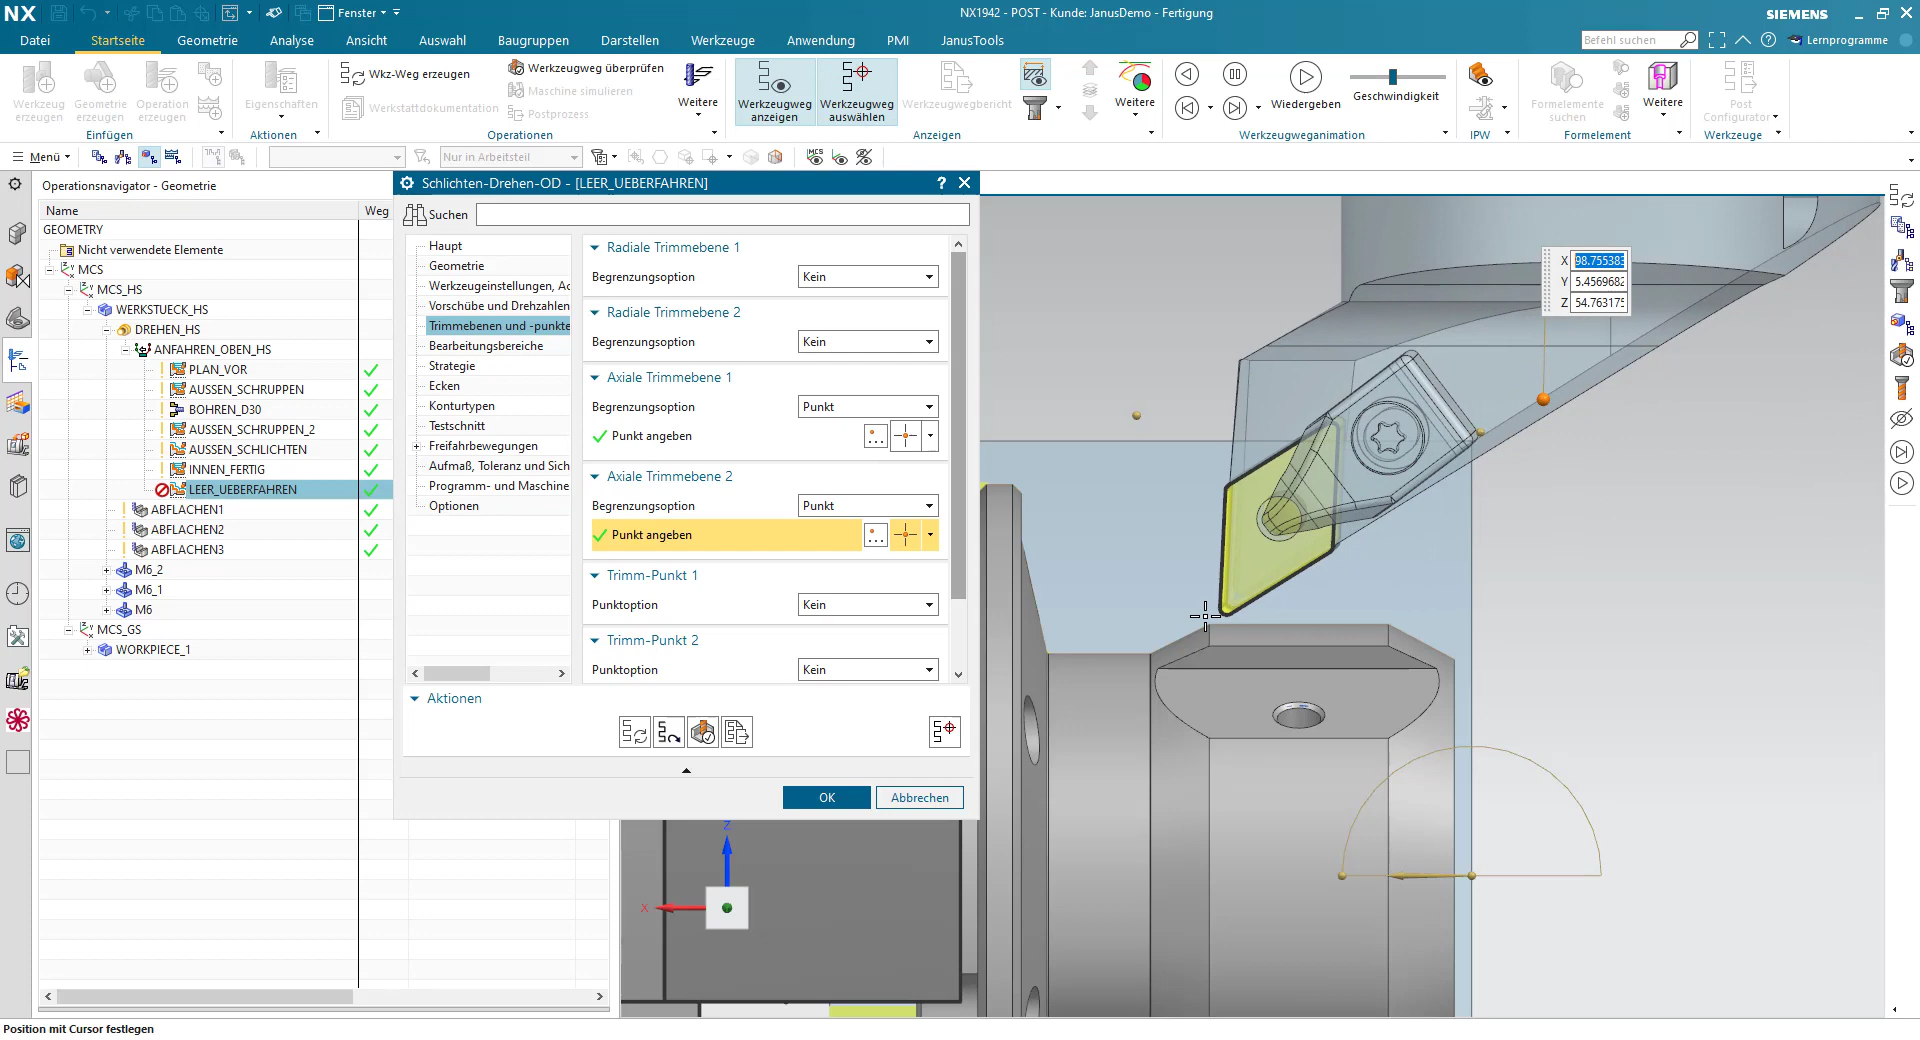 NX
Fenster
NX1942 - POST - Kunde: JanusDemo - Fertigung
SIEMENS
Datei
Startseite
Geometrie
Analyse
Ansicht
Auswahl
Baugruppen
Darstellen
Werkzeuge
Anwendung
PMI
JanusTools
Befehl suchen
Lernprogramme
Werkzeug erzeugen
Geometrie erzeugen
Operation erzeugen
Einfügen
Eigenschaften
Aktionen
Wkz-Weg erzeugen
Werkstattdokumentation
Werkzeugweg überprüfen
Maschine simulieren
Postprozess
Weitere
Operationen
Werkzeugweg anzeigen
Werkzeugweg auswählen
Werkzeugwegbericht
Weitere
Anzeigen
Wiedergeben
Geschwindigkeit
Werkzeugweganimation
IPW
Formelemente suchen
Weitere
Formelement
Post Configurator
Werkzeuge
Menü
Nur in Arbeitsteil
MCS
Operationsnavigator - Geometrie
Name
Weg
GEOMETRY
Nicht verwendete Elemente
MCS
MCS_HS
WERKSTUECK_HS
DREHEN_HS
ANFAHREN_OBEN_HS
PLAN_VOR
AUSSEN_SCHRUPPEN
BOHREN_D30
AUSSEN_SCHRUPPEN_2
AUSSEN_SCHLICHTEN
INNEN_FERTIG
LEER_UEBERFAHREN
ABFLACHEN1
ABFLACHEN2
ABFLACHEN3
M6_2
M6_1
M6
MCS_GS
WORKPIECE_1
Schlichten-Drehen-OD - [LEER_UEBERFAHREN]
Suchen
Haupt
Geometrie
Werkzeugeinstellungen, Ac
Vorschübe und Drehzahlen
Trimmebenen und -punkte
Bearbeitungsbereiche
Strategie
Ecken
Konturtypen
Testschnitt
Freifahrbewegungen
Aufmaß, Toleranz und Sich
Programm- und Maschine
Optionen
Radiale Trimmebene 1
Begrenzungsoption
Kein
Radiale Trimmebene 2
Begrenzungsoption
Kein
Axiale Trimmebene 1
Begrenzungsoption
Punkt
Punkt angeben
Axiale Trimmebene 2
Begrenzungsoption
Punkt
Punkt angeben
Trimm-Punkt 1
Punktoption
Kein
Trimm-Punkt 2
Punktoption
Kein
Aktionen
OK
Abbrechen
X 98.755383
Y 5.4569682
Z 54.763175
Z
X
Position mit Cursor festlegen